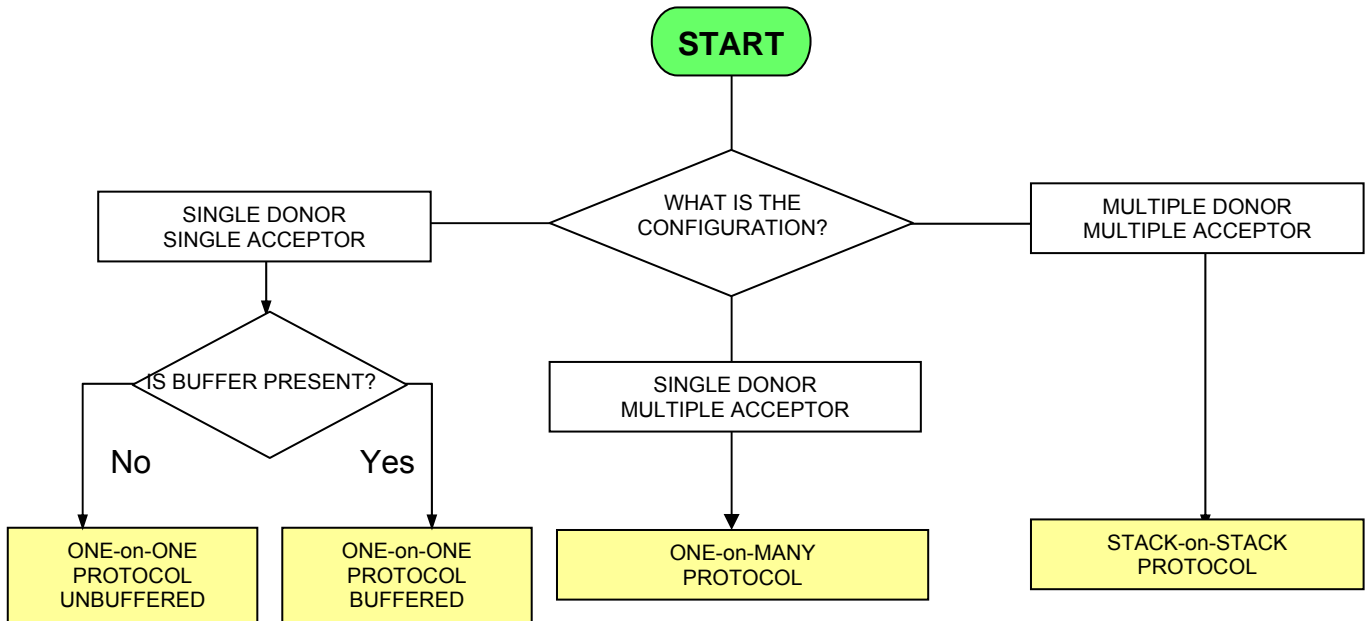 START
WHAT IS THE
CONFIGURATION?
SINGLE DONOR
SINGLE ACCEPTOR
MULTIPLE DONOR
MULTIPLE ACCEPTOR
IS BUFFER PRESENT?
SINGLE DONOR
MULTIPLE ACCEPTOR
No
Yes
ONE-on-ONE
PROTOCOL
UNBUFFERED
ONE-on-ONE
PROTOCOL
BUFFERED
ONE-on-MANY
PROTOCOL
STACK-on-STACK
PROTOCOL